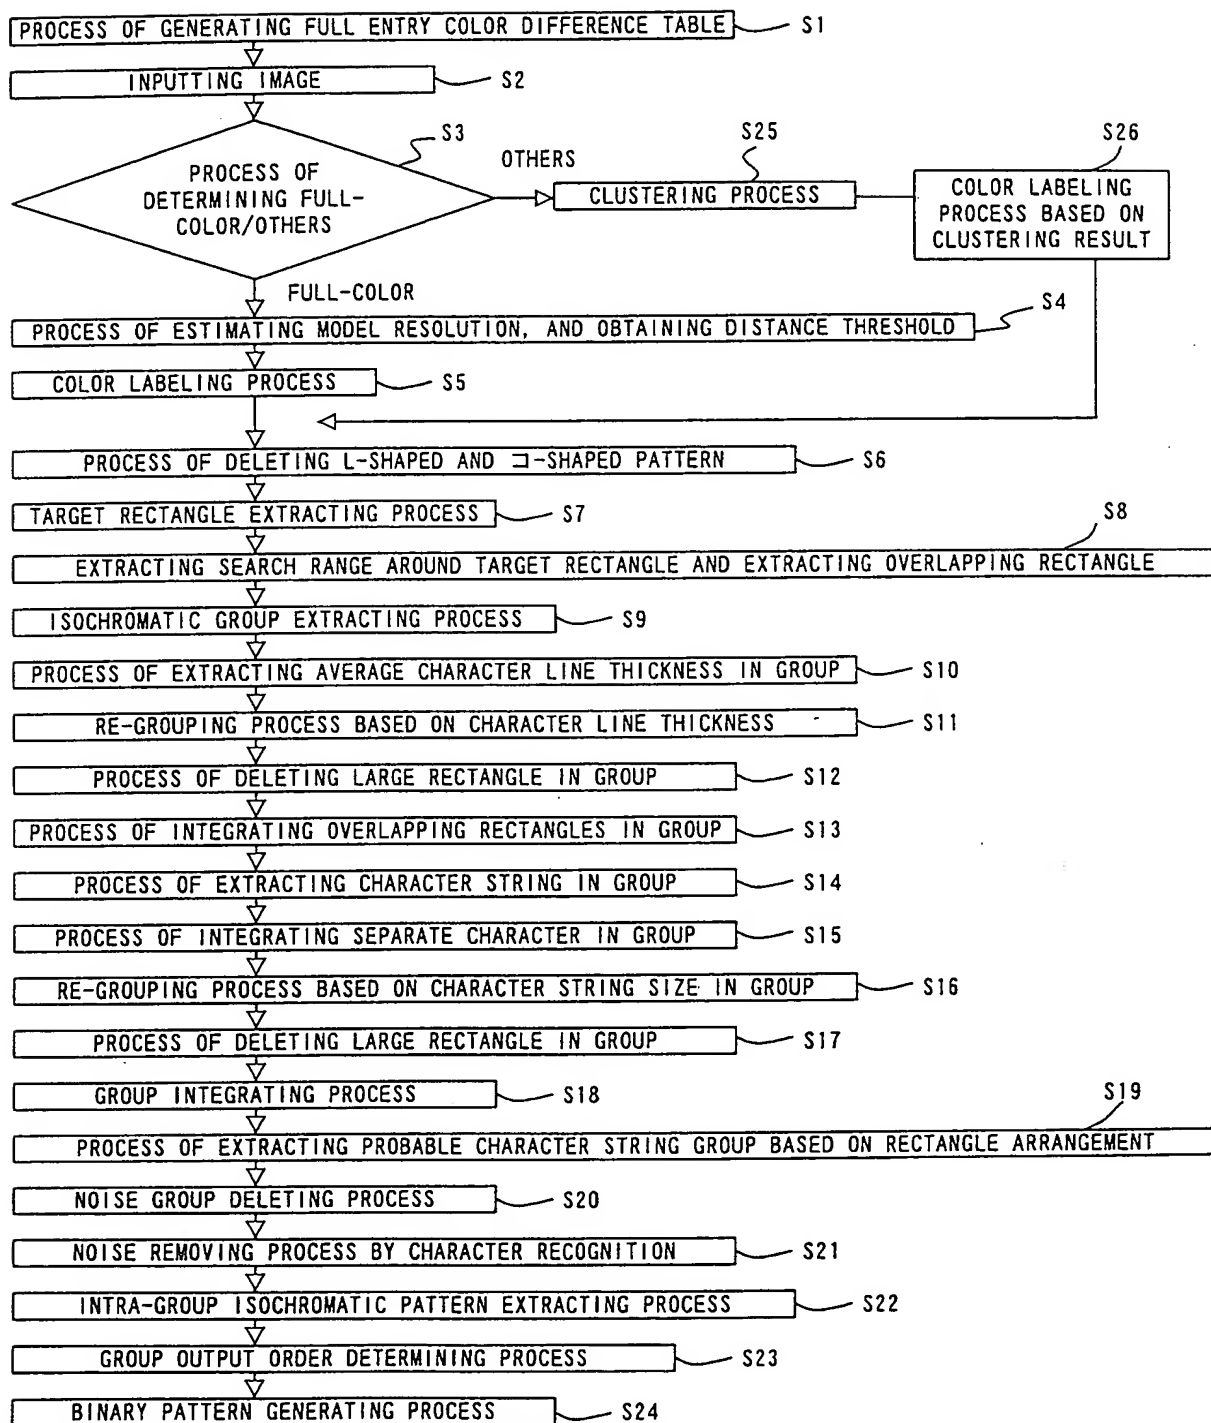 PROCESS OF GENERATING FULL ENTRY COLOR DIFFERENCE TABLE S1
INPUTTING IMAGE S2
S3
PROCESS OF
DETERMINING FULL-
COLOR/OTHERS
OTHERS
S25
CLUSTERING PROCESS
S26
COLOR LABELING
PROCESS BASED ON
CLUSTERING RESULT
FULL-COLOR
PROCESS OF ESTIMATING MODEL RESOLUTION, AND OBTAINING DISTANCE THRESHOLD S4
COLOR LABELING PROCESS S5
PROCESS OF DELETING L-SHAPED AND コ-SHAPED PATTERN S6
TARGET RECTANGLE EXTRACTING PROCESS S7
S8
EXTRACTING SEARCH RANGE AROUND TARGET RECTANGLE AND EXTRACTING OVERLAPPING RECTANGLE
ISOCHROMATIC GROUP EXTRACTING PROCESS S9
PROCESS OF EXTRACTING AVERAGE CHARACTER LINE THICKNESS IN GROUP S10
RE-GROUPING PROCESS BASED ON CHARACTER LINE THICKNESS S11
PROCESS OF DELETING LARGE RECTANGLE IN GROUP S12
PROCESS OF INTEGRATING OVERLAPPING RECTANGLES IN GROUP S13
PROCESS OF EXTRACTING CHARACTER STRING IN GROUP S14
PROCESS OF INTEGRATING SEPARATE CHARACTER IN GROUP S15
RE-GROUPING PROCESS BASED ON CHARACTER STRING SIZE IN GROUP S16
PROCESS OF DELETING LARGE RECTANGLE IN GROUP S17
GROUP INTEGRATING PROCESS S18
S19
PROCESS OF EXTRACTING PROBABLE CHARACTER STRING GROUP BASED ON RECTANGLE ARRANGEMENT
NOISE GROUP DELETING PROCESS S20
NOISE REMOVING PROCESS BY CHARACTER RECOGNITION S21
INTRA-GROUP ISOCHROMATIC PATTERN EXTRACTING PROCESS S22
GROUP OUTPUT ORDER DETERMINING PROCESS S23
BINARY PATTERN GENERATING PROCESS S24